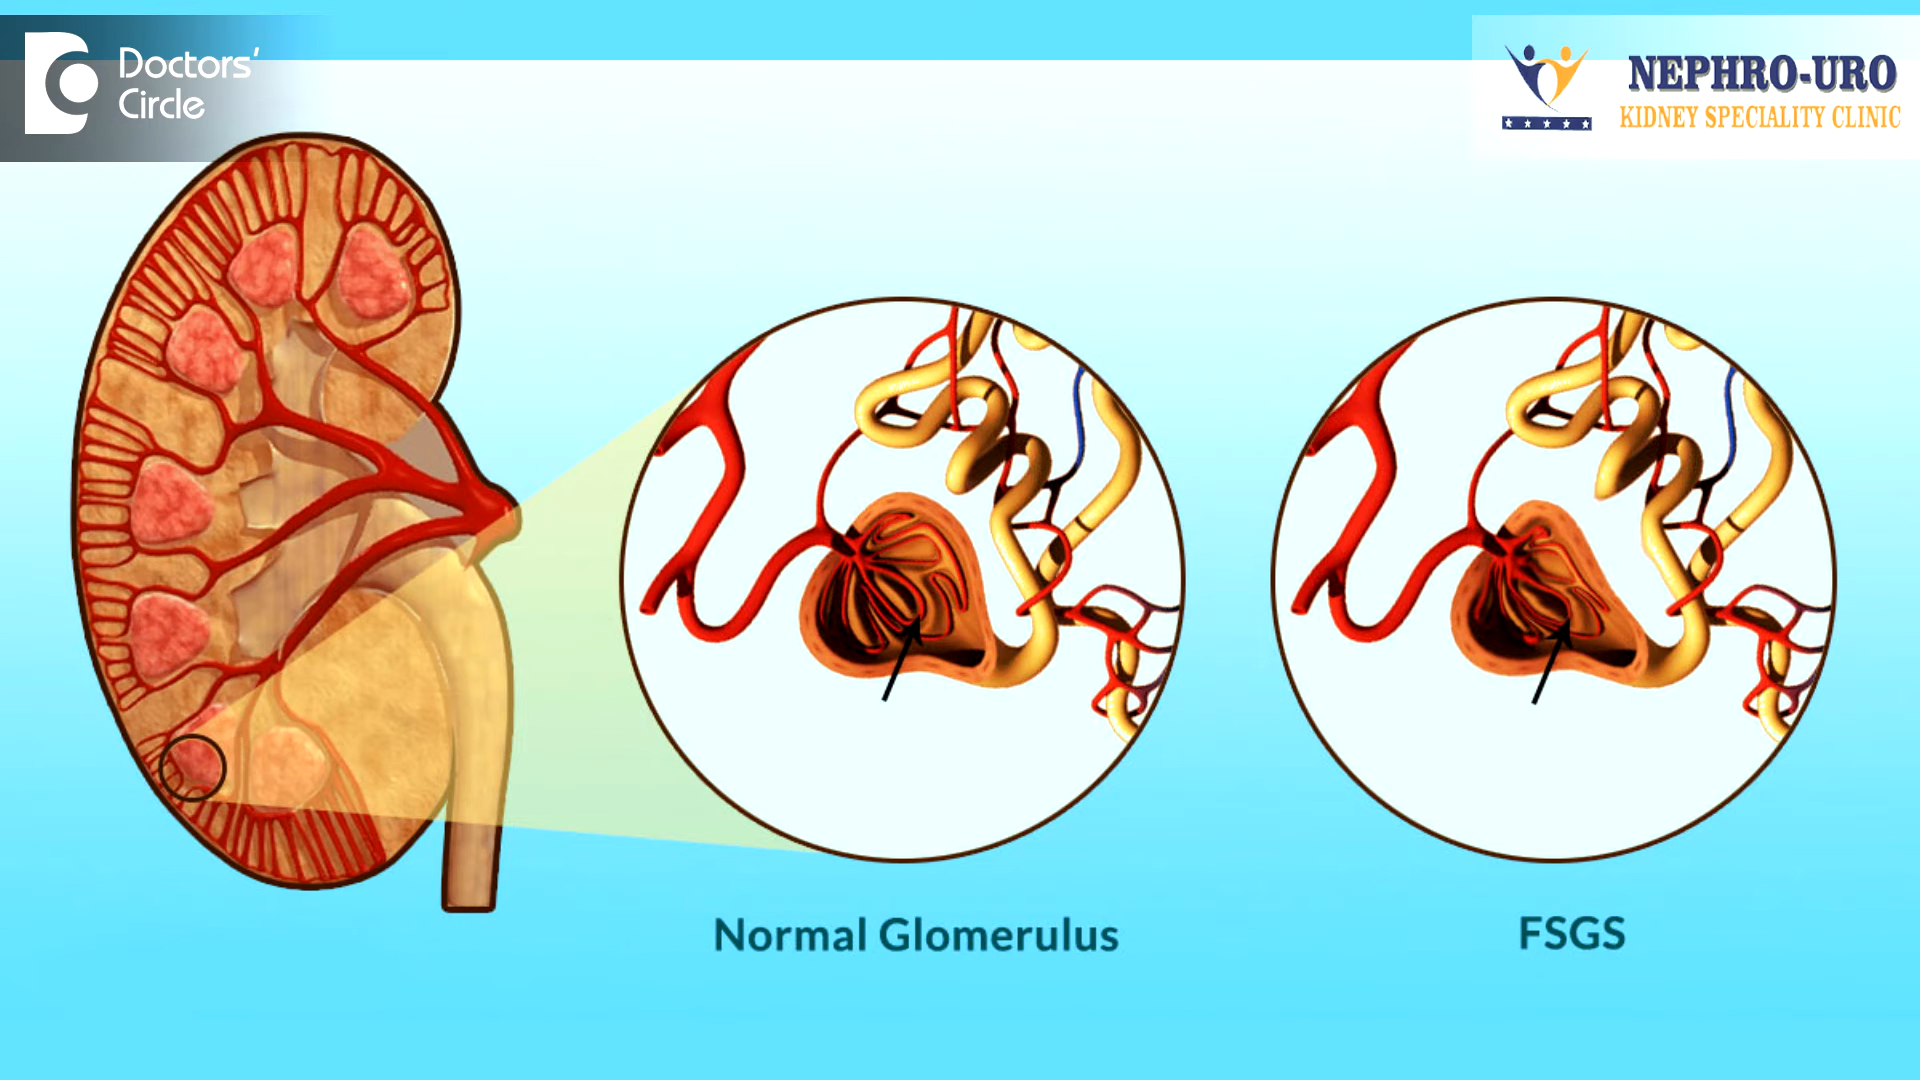 Doctors'
Circle
NEPHRO-URO
KIDNEY SPECIALITY CLINIC
Normal Glomerulus
FSGS